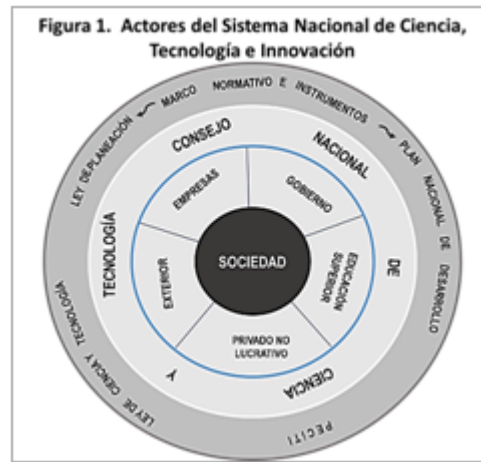 Figura 1. Actores del Sistema Nacional de Ciencia,
Tecnología e Innovación
MARCO NORMATIVO E INSTRUMENTOS
PLAN NACIONAL DE DESARROLLO
PECITI
LEY DE CIENCIA Y TECNOLOGÍA
LEY DE PLANEACIÓN
CONSEJO NACIONAL DE CIENCIA Y TECNOLOGÍA
EMPRESAS
GOBIERNO
EDUCACIÓN
SUPERIOR
PRIVADO NO
LUCRATIVO
EXTERIOR
SOCIEDAD